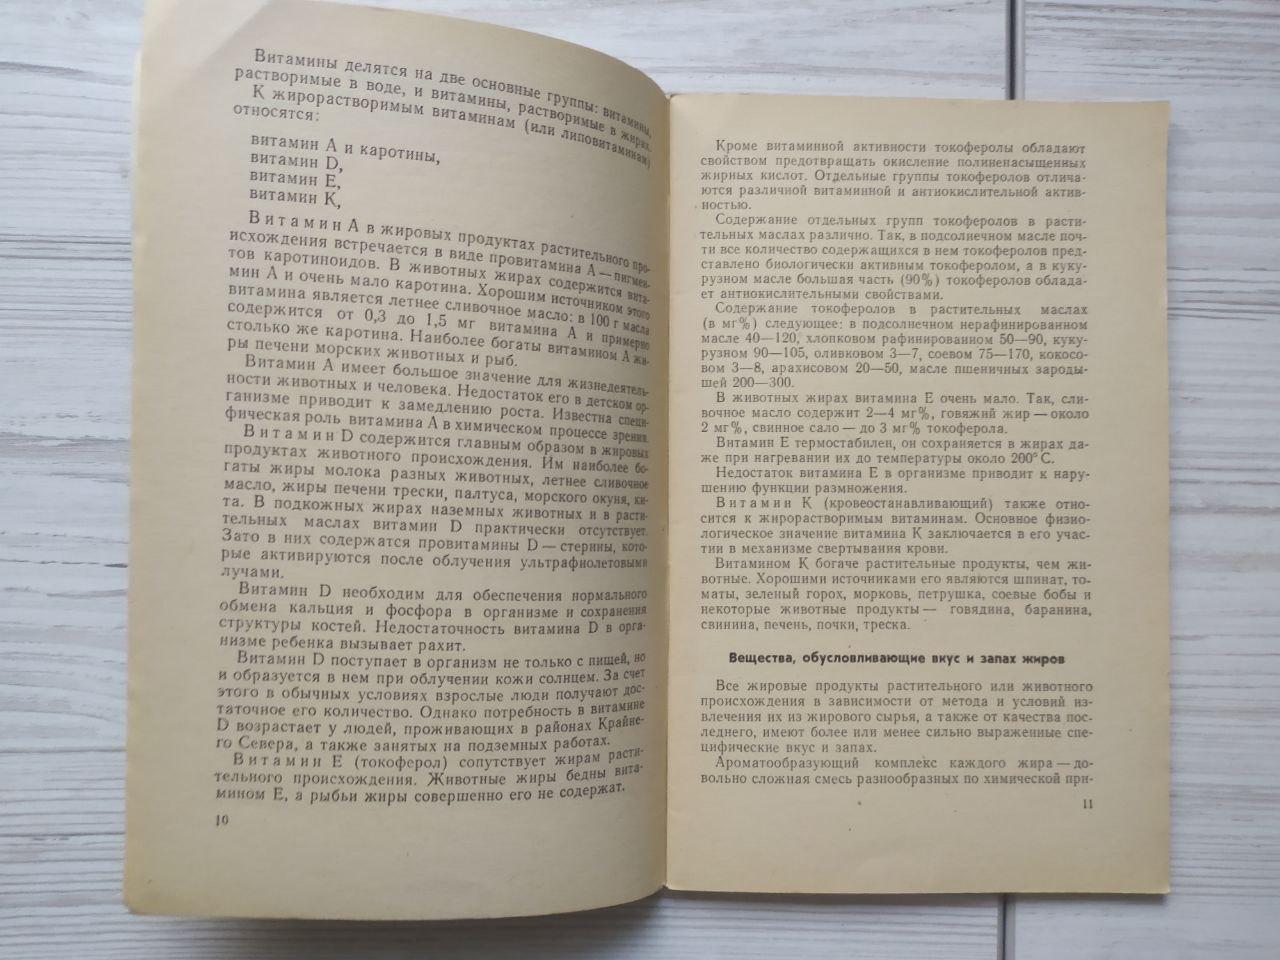 Витамины делятся на две основные группы: витамины,
растворимые в воде, и витамины, растворимые в жирах.
К жирорастворимым витаминам (или липовитаминам)
относятся:
витамин А и каротины,
витамин D,
витамин Е,
витамин К,
Витамин А в жировых продуктах растительного про-
исхождения встречается в виде провитамина А — пигмен-
тов каротиноидов. В животных жирах содержится вита-
мин А и очень мало каротина. Хорошим источником этого
витамина является летнее сливочное масло: в 100 г масла
содержится от 0,3 до 1,5 мг витамина А и примерно
столько же каротина. Наиболее богаты витамином А жи-
ры печени морских животных и рыб.
Витамин А имеет большое значение для жизнедеятель-
ности животных и человека. Недостаток его в детском ор-
ганизме приводит к замедлению роста. Известна специ-
фическая роль витамина А в химическом процессе зрения.
Витамин D содержится главным образом в жировых
продуктах животного происхождения. Им наиболее бо-
гаты жиры молока разных животных, летнее сливочное
масло, жиры печени трески, палтуса, морского окуня, ки-
та. В подкожных жирах наземных животных и в расти-
тельных маслах витамин D практически отсутствует.
Зато в них содержатся провитамины D — стерины, кото-
рые активируются после облучения ультрафиолетовыми
лучами.
Витамин D необходим для обеспечения нормального
обмена кальция и фосфора в организме и сохранения
структуры костей. Недостаточность витамина D в орга-
низме ребенка вызывает рахит.
Витамин D поступает в организм не только с пищей, но
и образуется в нем при облучении кожи солнцем. За счет
этого в обычных условиях взрослые люди получают дос-
таточное его количество. Однако потребность в витамине
D возрастает у людей, проживающих в районах Крайне-
го Севера, а также занятых на подземных работах.
Витамин Е (токоферол) сопутствует жирам расти-
тельного происхождения. Животные жиры бедны вита-
мином Е, а рыбьи жиры совершенно его не содержат.
10
Кроме витаминной активности токоферолы обладают
свойством предотвращать окисление полиненасыщенных
жирных кислот. Отдельные группы токоферолов отлича-
ются различной витаминной и антиокислительной актив-
ностью.
Содержание отдельных групп токоферолов в расти-
тельных маслах различно. Так, в подсолнечном масле поч-
ти все количество содержащихся в нем токоферолов пред-
ставлено биологически активным токоферолом, а в куку-
рузном масле большая часть (90%) токоферолов облада-
ет антиокислительными свойствами.
Содержание токоферолов в растительных маслах
(в мг%) следующее: в подсолнечном нерафинированном
масле 40—120, хлопковом рафинированном 50—90, куку-
рузном 90—105, оливковом 3—7, соевом 75—170, кокосо-
вом 3—8, арахисовом 20—50, масле пшеничных зароды-
шей 200—300.
В животных жирах витамина Е очень мало. Так, сли-
вочное масло содержит 2—4 мг%, говяжий жир — около
2 мг%, свинное сало — до 3 мг% токоферола.
Витамин Е термостабилен, он сохраняется в жирах да-
же при нагревании их до температуры около 200° С.
Недостаток витамина Е в организме приводит к нару-
шению функции размножения.
Витамин К (кровеостанавливающий) также отно-
сится к жирорастворимым витаминам. Основное физио-
логическое значение витамина К заключается в его учас-
тии в механизме свертывания крови.
Витамином К богаче растительные продукты, чем жи-
вотные. Хорошими источниками его являются шпинат, то-
маты, зеленый горох, морковь, петрушка, соевые бобы и
некоторые животные продукты — говядина, баранина,
свинина, печень, почки, треска.
Вещества, обусловливающие вкус и запах жиров
Все жировые продукты растительного или животного
происхождения в зависимости от метода и условий из-
влечения их из жирового сырья, а также от качества пос-
леднего, имеют более или менее сильно выраженные спе-
цифические вкус и запах.
Ароматообразующий комплекс каждого жира — до-
вольно сложная смесь разнообразных по химической при-
11